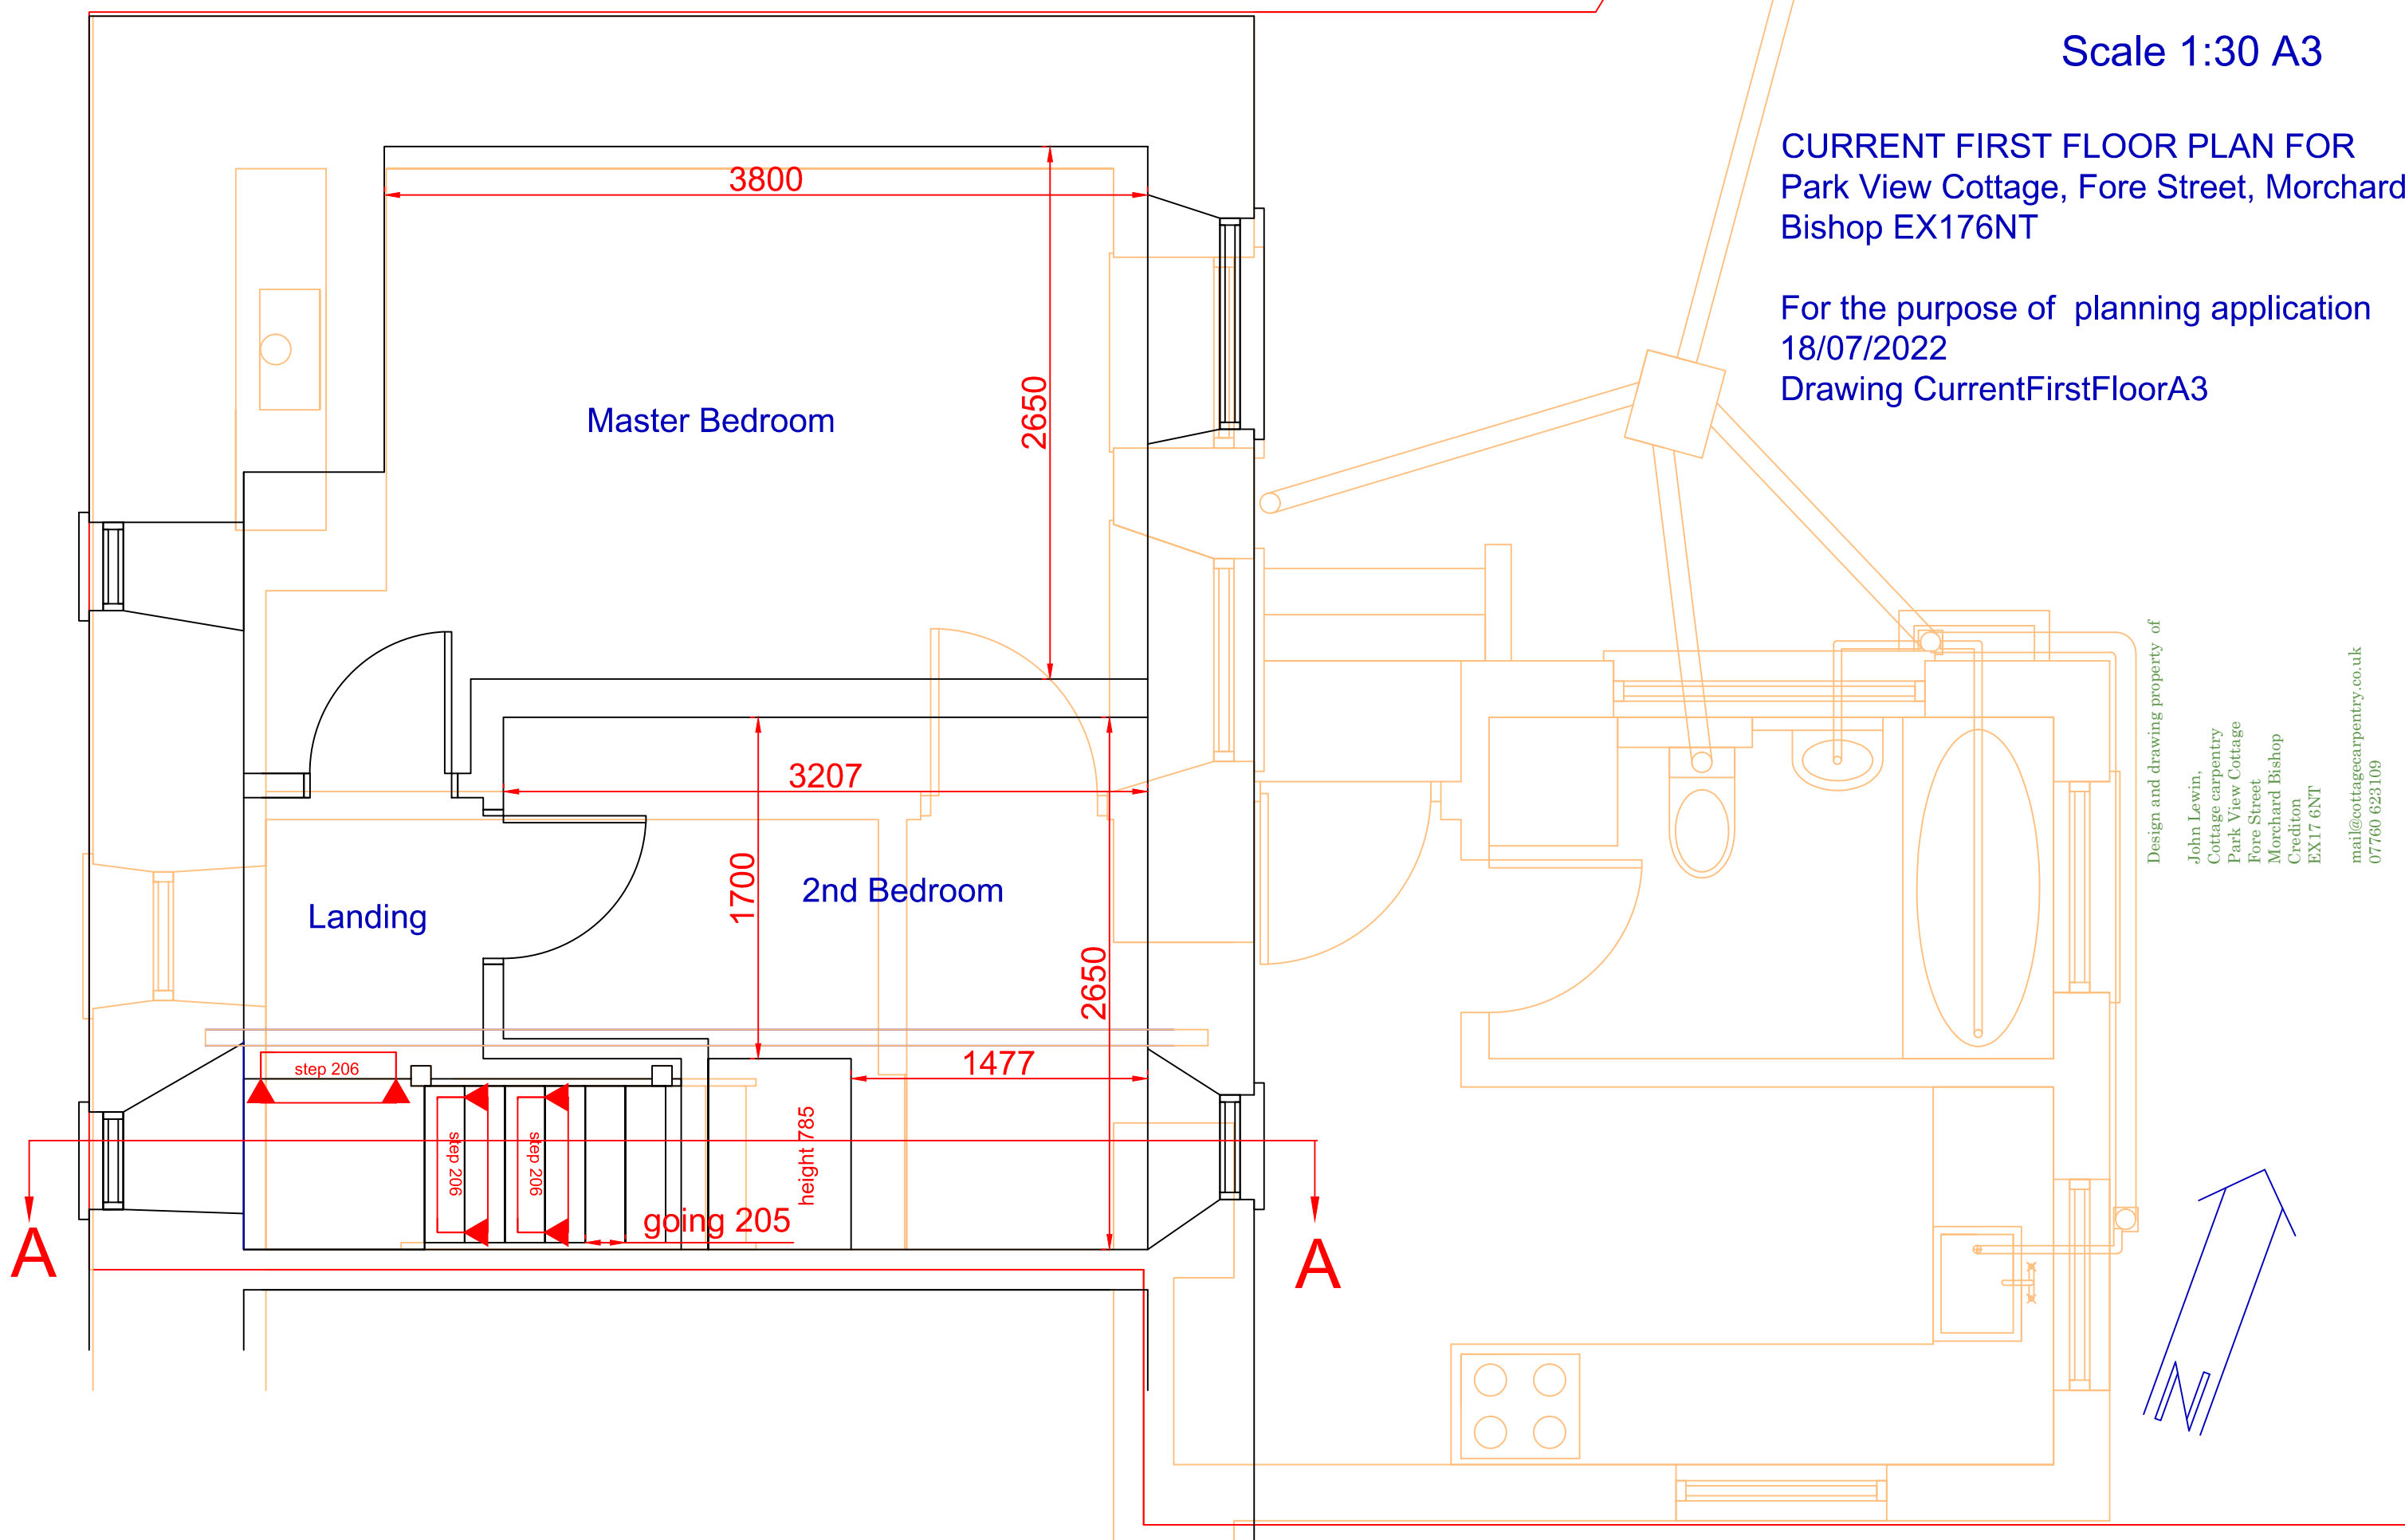 Scale 1:30 A3
CURRENT FIRST FLOOR PLAN FOR
Park View Cottage, Fore Street, Morchard
Bishop EX176NT
For the purpose of  planning application
18/07/2022
Drawing CurrentFirstFloorA3
3800
2650
Master Bedroom
3207
1700
2nd Bedroom
Landing
2650
1477
step 206
step 206
step 206
height 785
going 205
A
A
N
Design and drawing property of
John Lewin,
Cottage carpentry
Park View Cottage
Fore Street
Morchard Bishop
Crediton
EX17 6NT
mail@cottagecarpentry.co.uk
07760 623109